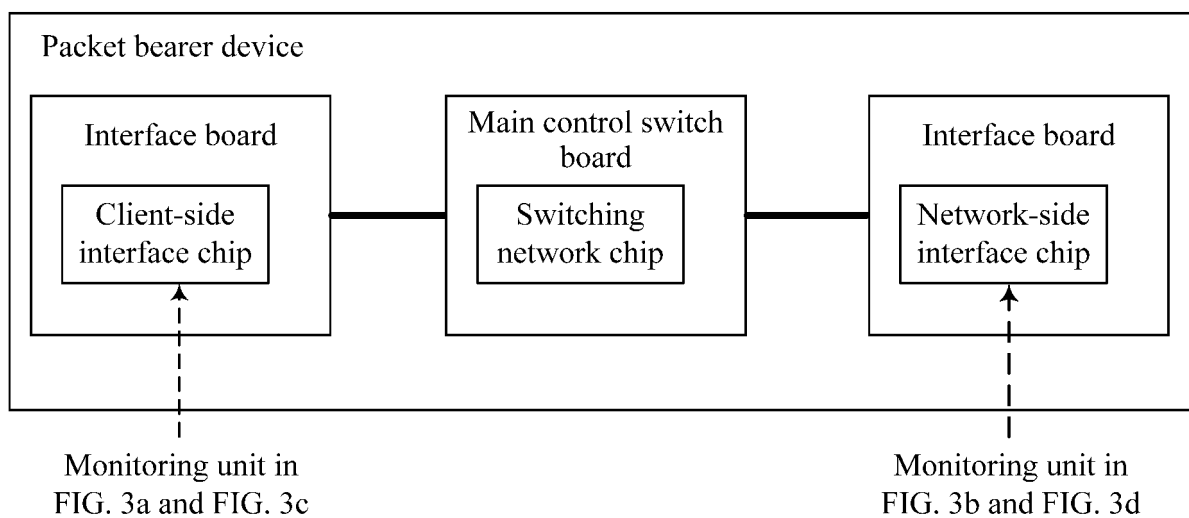 Packet bearer device
Interface board
Client-side
interface chip
Main control switch
board
Switching
network chip
Interface board
Network-side
interface chip
Monitoring unit in
FIG. 3a and FIG. 3c
Monitoring unit in
FIG. 3b and FIG. 3d